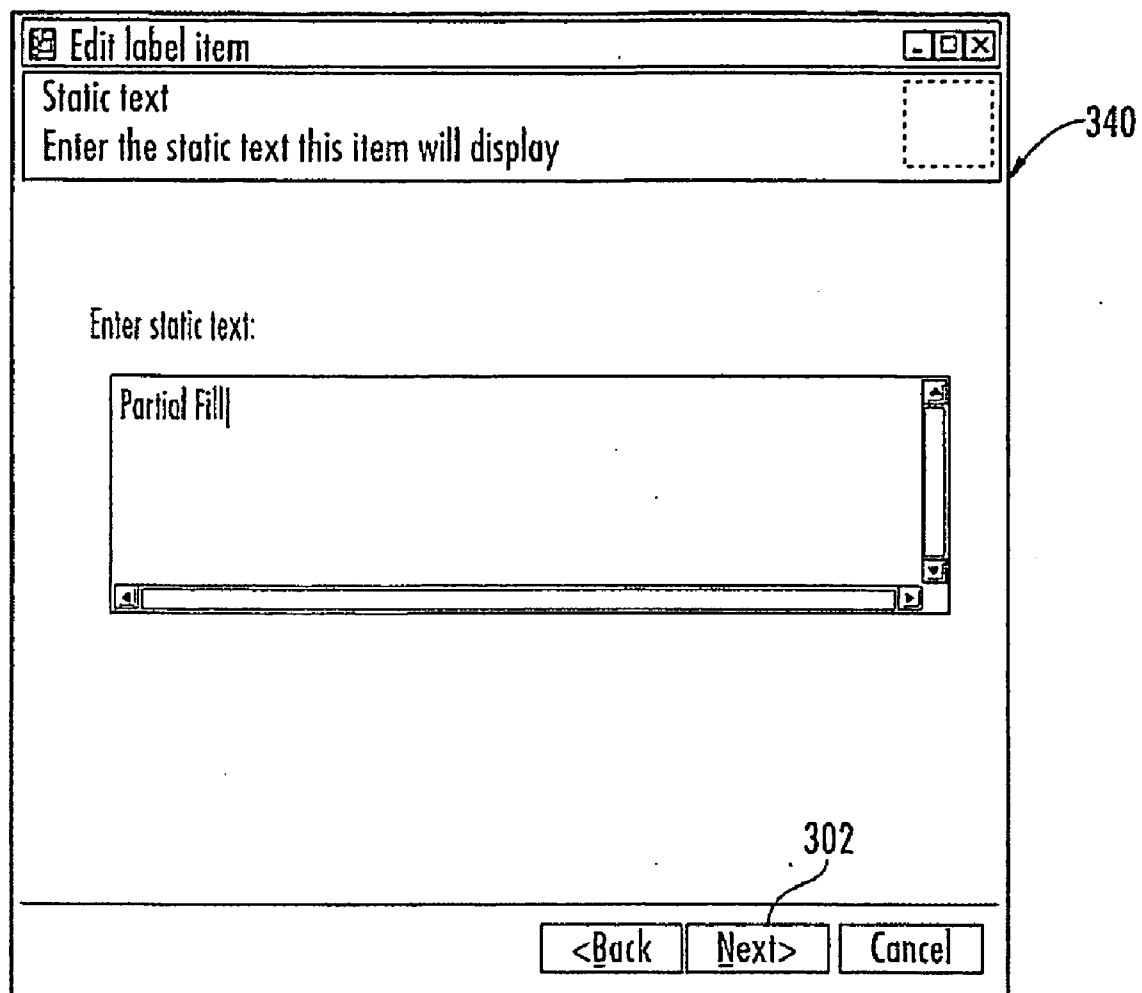 Edit label item
Static text
Enter the static text this item will display
340
Enter static text:
Partial Fill
302
<Back Next> Cancel